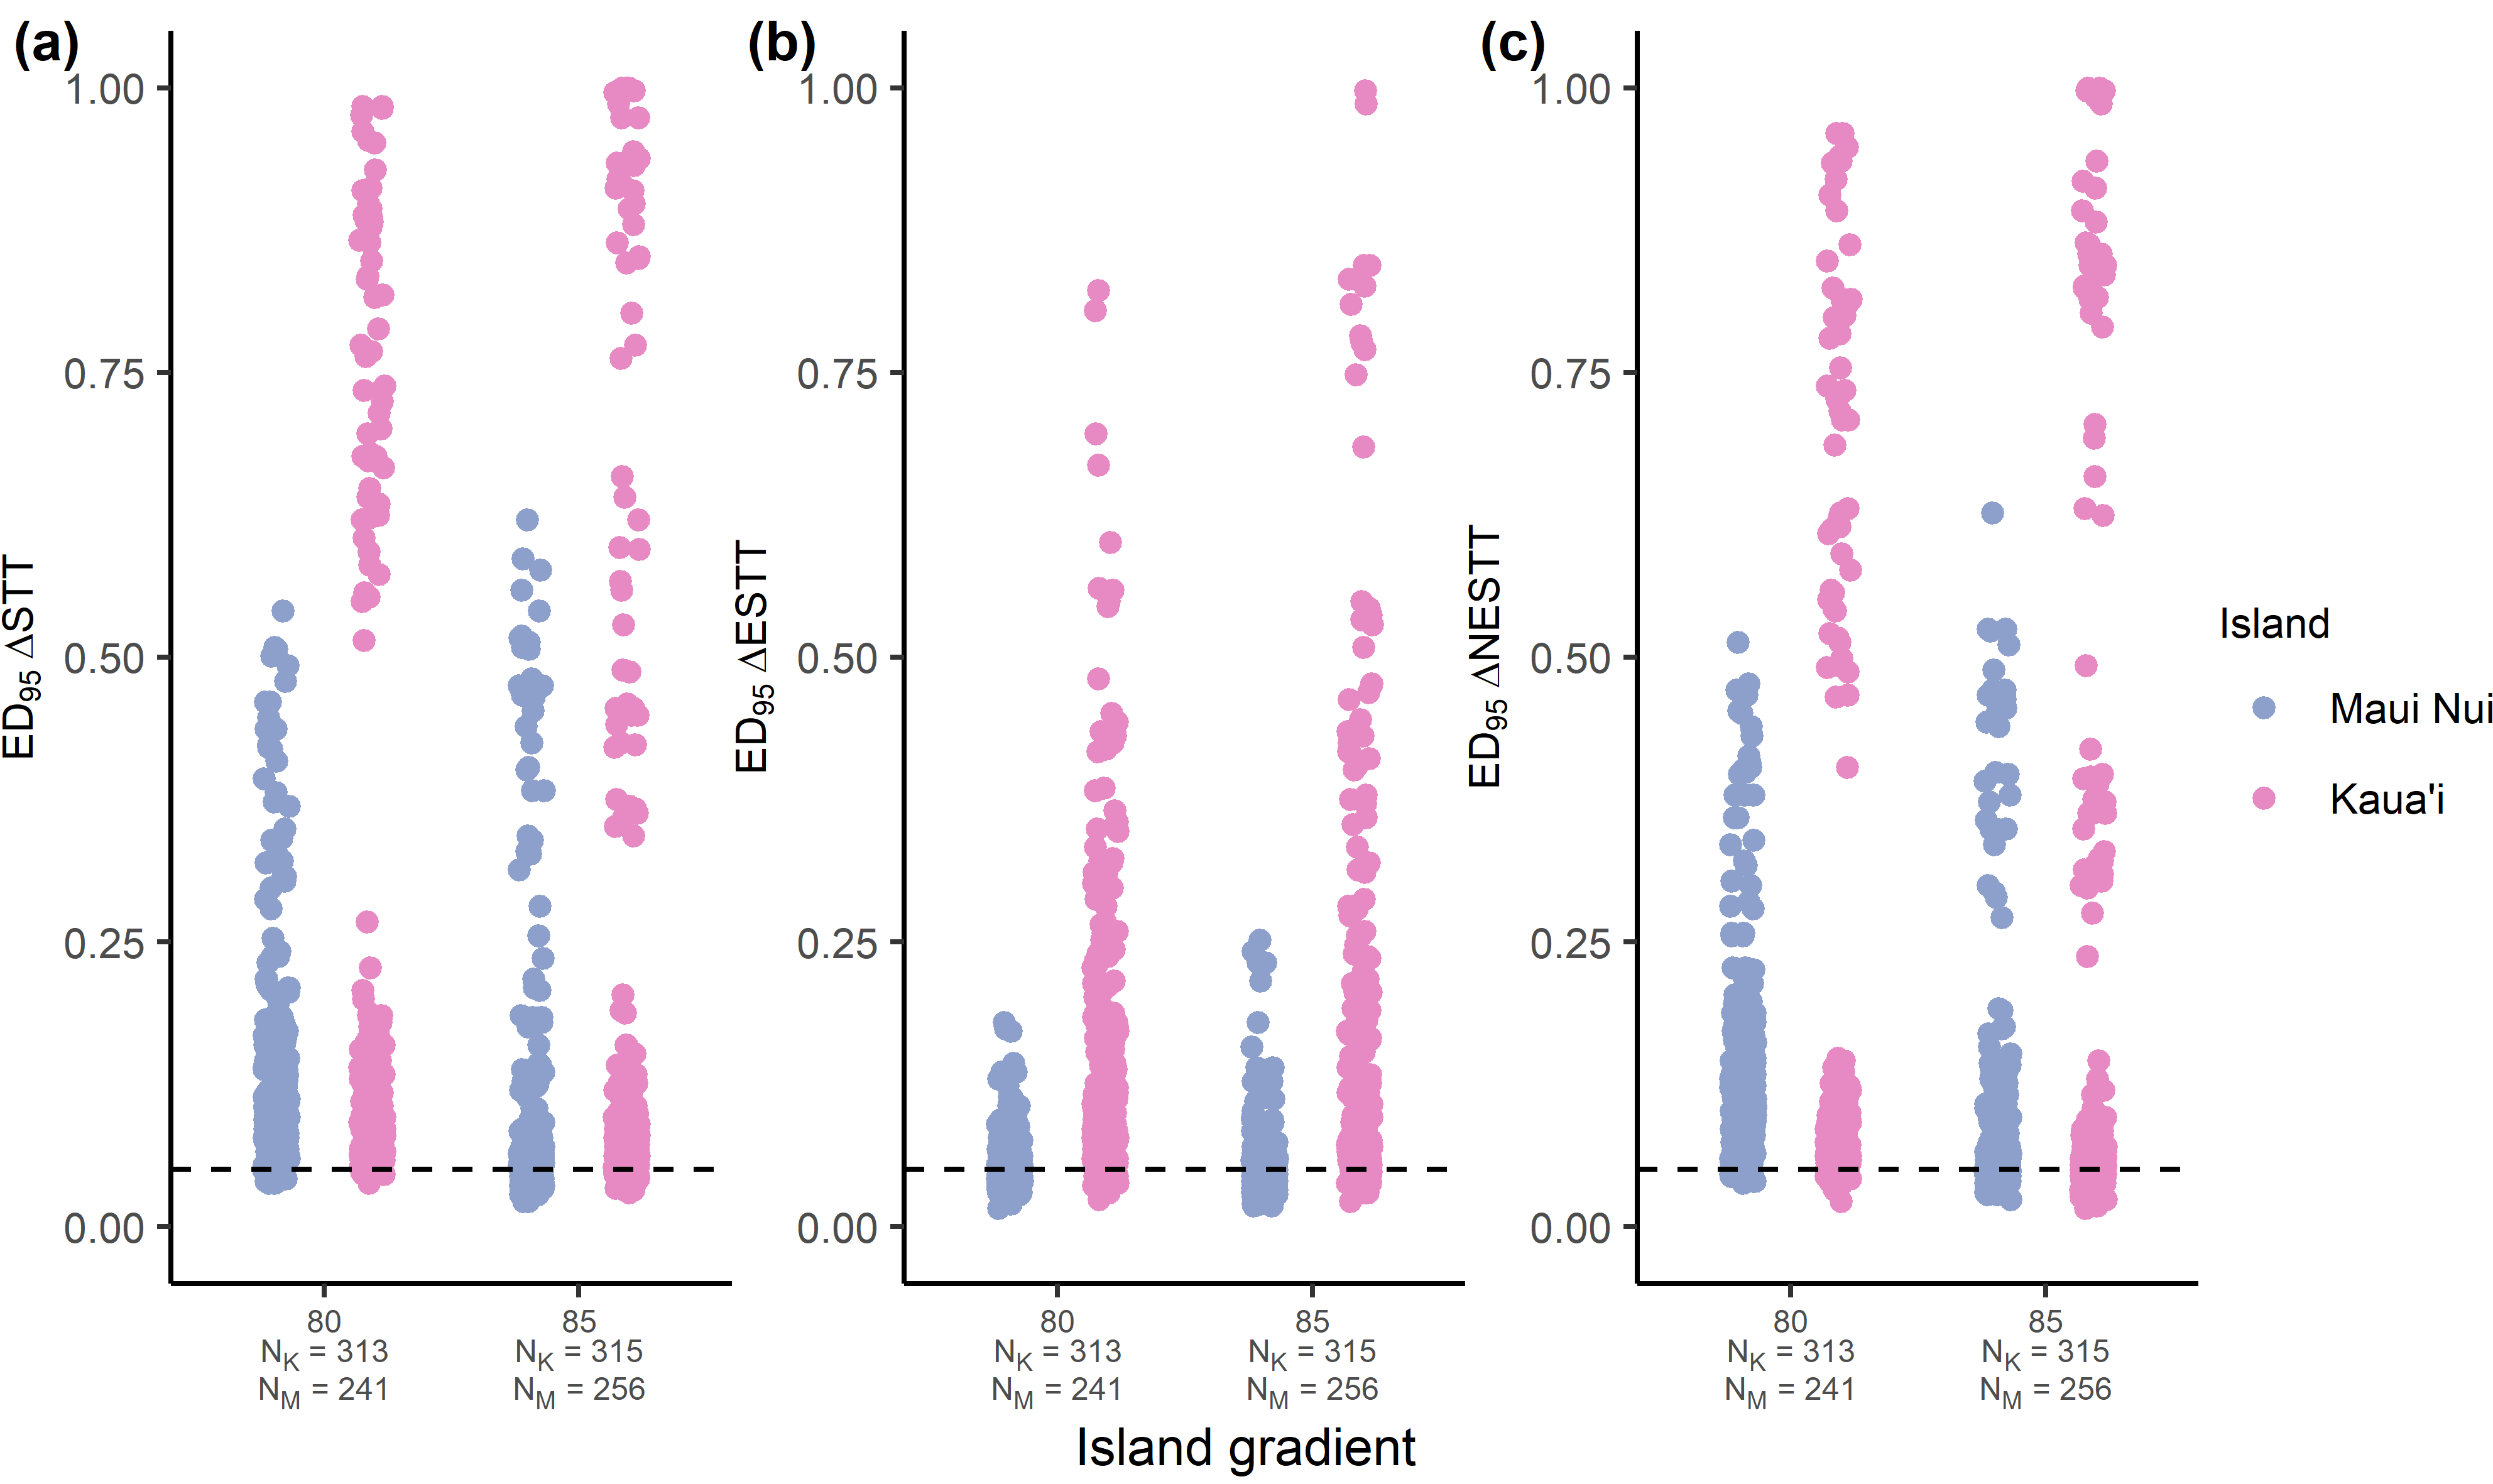 (a)
1.00
0.75
0.50
0.25
0.00
ED95 ΔSTT
80
NK = 313
NM = 241
85
NK = 315
NM = 256
(b)
1.00
0.75
0.50
0.25
0.00
ED95 ΔESTT
80
NK = 313
NM = 241
85
NK = 315
NM = 256
(c)
1.00
0.75
0.50
0.25
0.00
ED95 ΔNESTT
80
NK = 313
NM = 241
85
NK = 315
NM = 256
Island gradient
Island
Maui Nui
Kaua'i